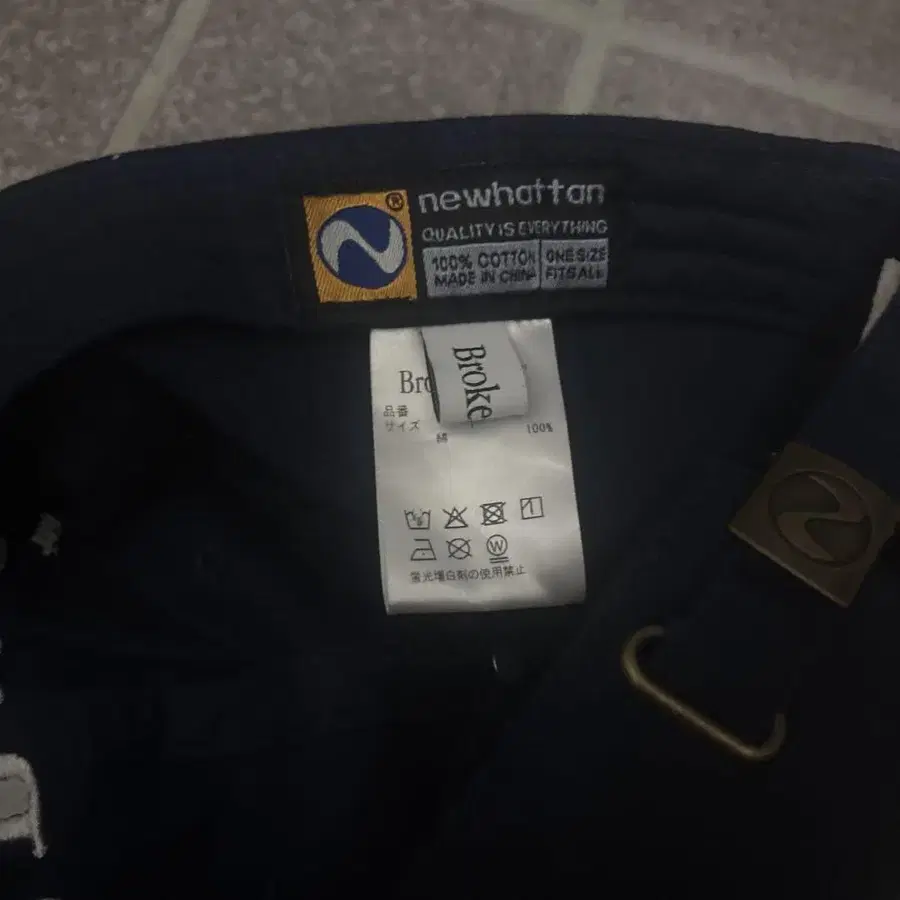 newhattan
®
QUALITY IS EVERYTHING
100% COTTON
MADE IN CHINA
ONE SIZE
FITS ALL
Broke
品番
サイズ
綿 100%
W
蛍光増白剤の使用禁止